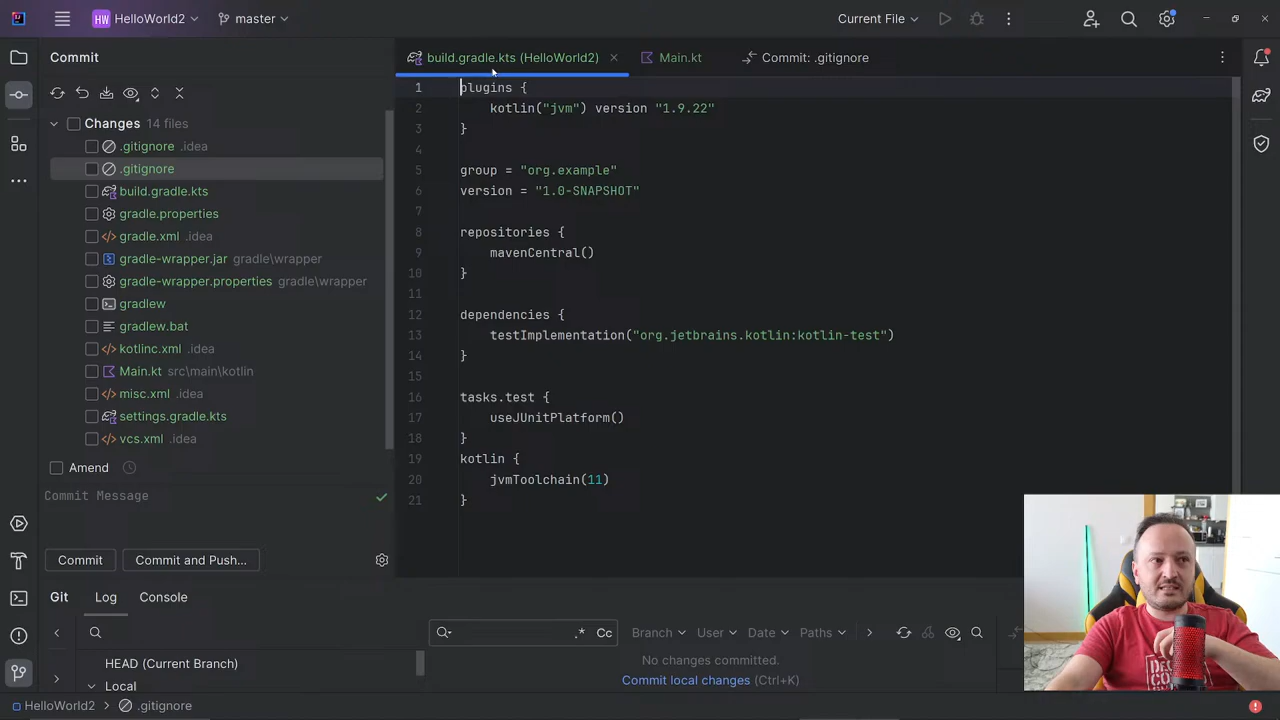 HW HelloWorld2 master Current File
Commit
build.gradle.kts (HelloWorld2) Main.kt Commit: .gitignore
Changes 14 files
.gitignore .idea
.gitignore
build.gradle.kts
gradle.properties
gradle.xml .idea
gradle-wrapper.jar gradle\wrapper
gradle-wrapper.properties gradle\wrapper
gradlew
gradlew.bat
kotlinc.xml .idea
Main.kt src\main\kotlin
misc.xml .idea
settings.gradle.kts
vcs.xml .idea
Amend
Commit Message
Commit Commit and Push...
1 plugins {
2 kotlin("jvm") version "1.9.22"
3 }
4
5 group = "org.example"
6 version = "1.0-SNAPSHOT"
7
8 repositories {
9 mavenCentral()
10 }
11
12 dependencies {
13 testImplementation("org.jetbrains.kotlin:kotlin-test")
14 }
15
16 tasks.test {
17 useJUnitPlatform()
18 }
19 kotlin {
20 jvmToolchain(11)
21 }
Git Log Console
.* Cc Branch User Date Paths
HEAD (Current Branch)
Local
No changes committed.
Commit local changes (Ctrl+K)
HelloWorld2 .gitignore